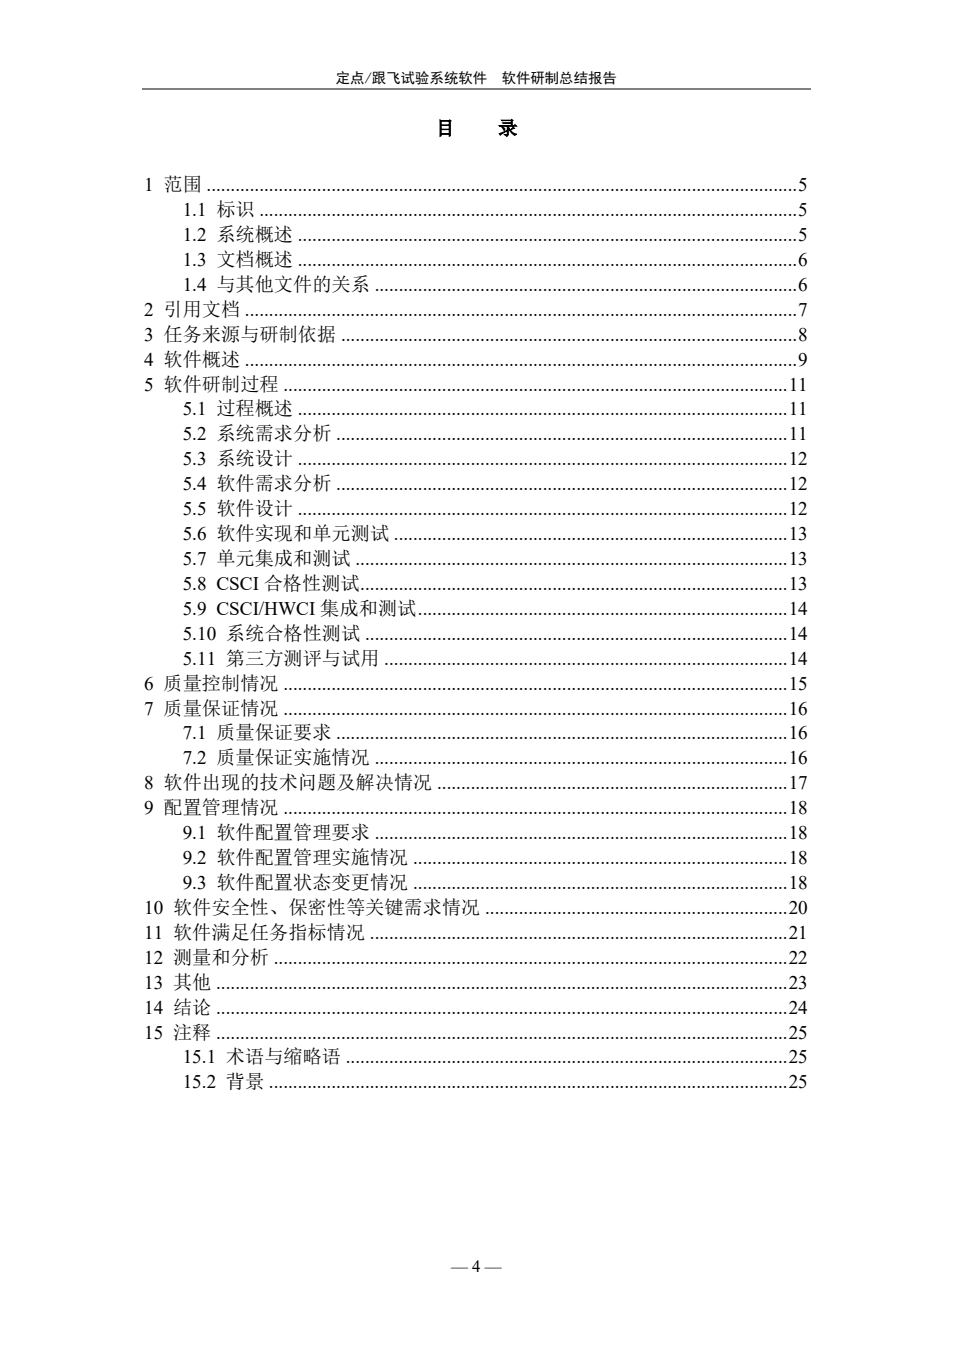 定点/跟飞试验系统软件　软件研制总结报告
目　　录
1 范围 ........................................5
1.1 标识 ........................................5
1.2 系统概述 ........................................5
1.3 文档概述 ........................................6
1.4 与其他文件的关系 ........................................6
2 引用文档 ........................................7
3 任务来源与研制依据 ........................................8
4 软件概述 ........................................9
5 软件研制过程 ........................................11
5.1 过程概述 ........................................11
5.2 系统需求分析 ........................................11
5.3 系统设计 ........................................12
5.4 软件需求分析 ........................................12
5.5 软件设计 ........................................12
5.6 软件实现和单元测试 ........................................13
5.7 单元集成和测试 ........................................13
5.8 CSCI 合格性测试........................................13
5.9 CSCI/HWCI 集成和测试........................................14
5.10 系统合格性测试 ........................................14
5.11 第三方测评与试用 ........................................14
6 质量控制情况 ........................................15
7 质量保证情况 ........................................16
7.1 质量保证要求 ........................................16
7.2 质量保证实施情况 ........................................16
8 软件出现的技术问题及解决情况 ........................................17
9 配置管理情况 ........................................18
9.1 软件配置管理要求 ........................................18
9.2 软件配置管理实施情况 ........................................18
9.3 软件配置状态变更情况 ........................................18
10 软件安全性、保密性等关键需求情况 ........................................20
11 软件满足任务指标情况 ........................................21
12 测量和分析 ........................................22
13 其他 ........................................23
14 结论 ........................................24
15 注释 ........................................25
15.1 术语与缩略语 ........................................25
15.2 背景 ........................................25
— 4 —